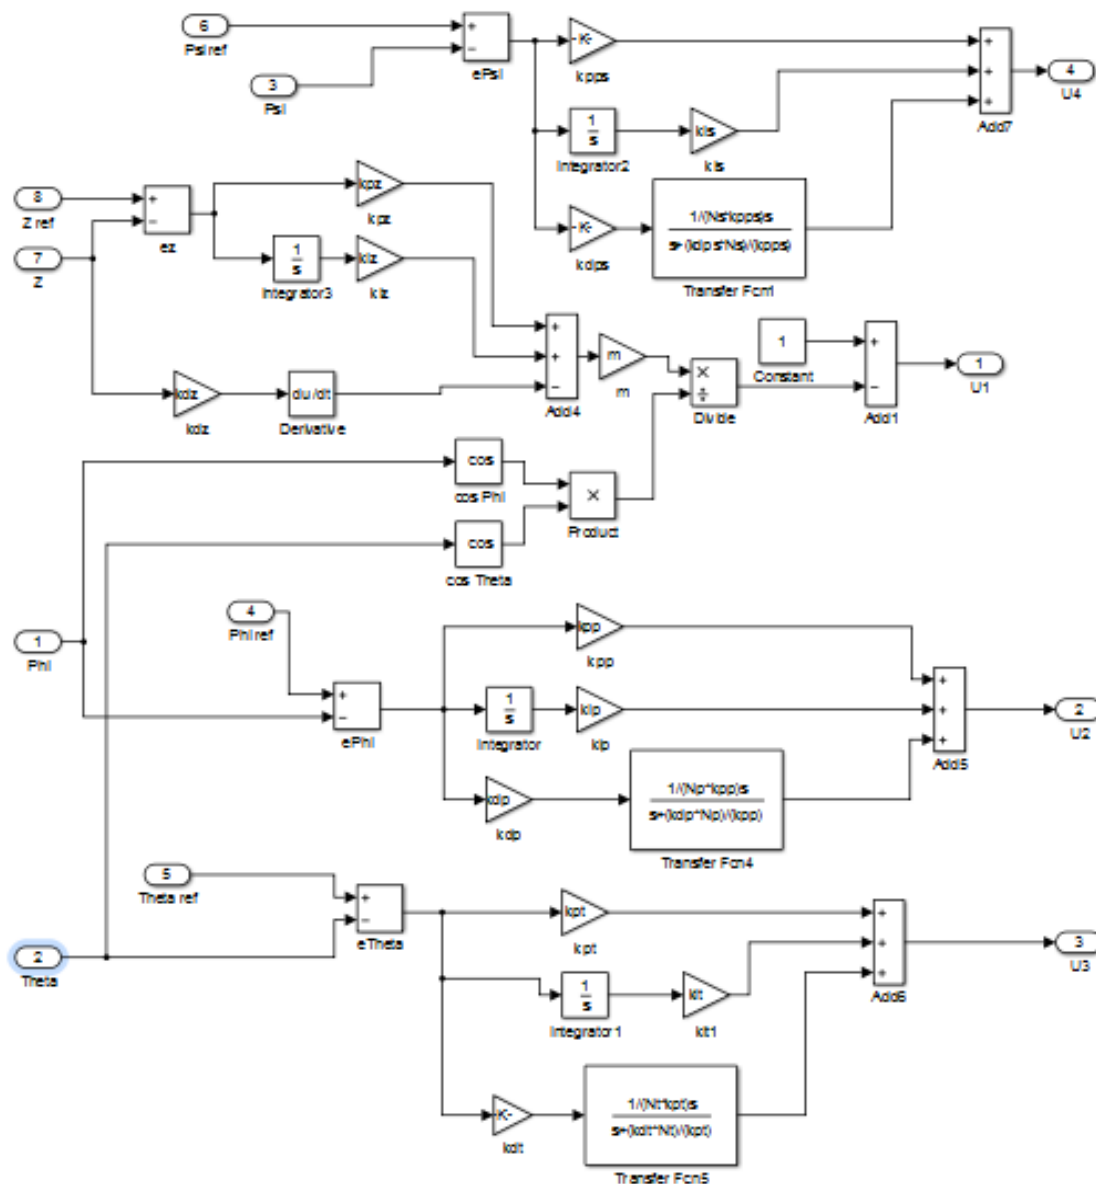 6
Psi ref
3
Psi
+
−
ePsi
-K-
kpps
1
s
Integrator2
kis
kis
-K-
kdps
1/(Ns*kpps)s
s+(kdps*Ns)/(kpps)
Transfer Fcn1
+
+
+
Add7
4
U4
8
Z ref
7
Z
+
−
ez
kpz
kpz
1
s
Integrator3
kiz
kiz
kdz
kdz
du/dt
Derivative
+
+
−
Add4
m
m
×
÷
Divide
1
Constant
+
−
Add1
1
U1
cos
cos Phi
cos
cos Theta
×
Product
1
Phi
4
Phi ref
+
−
ePhi
kpp
kpp
1
s
Integrator
kip
kip
kdp
kdp
1/(Np*kpp)s
s+(kdp*Np)/(kpp)
Transfer Fcn4
+
+
+
Add5
2
U2
5
Theta ref
2
Theta
+
−
eTheta
kpt
kpt
1
s
Integrator1
kit
kit1
-K-
kdt
1/(Nt*kpt)s
s+(kdt*Nt)/(kpt)
Transfer Fcn5
+
+
+
Add6
3
U3